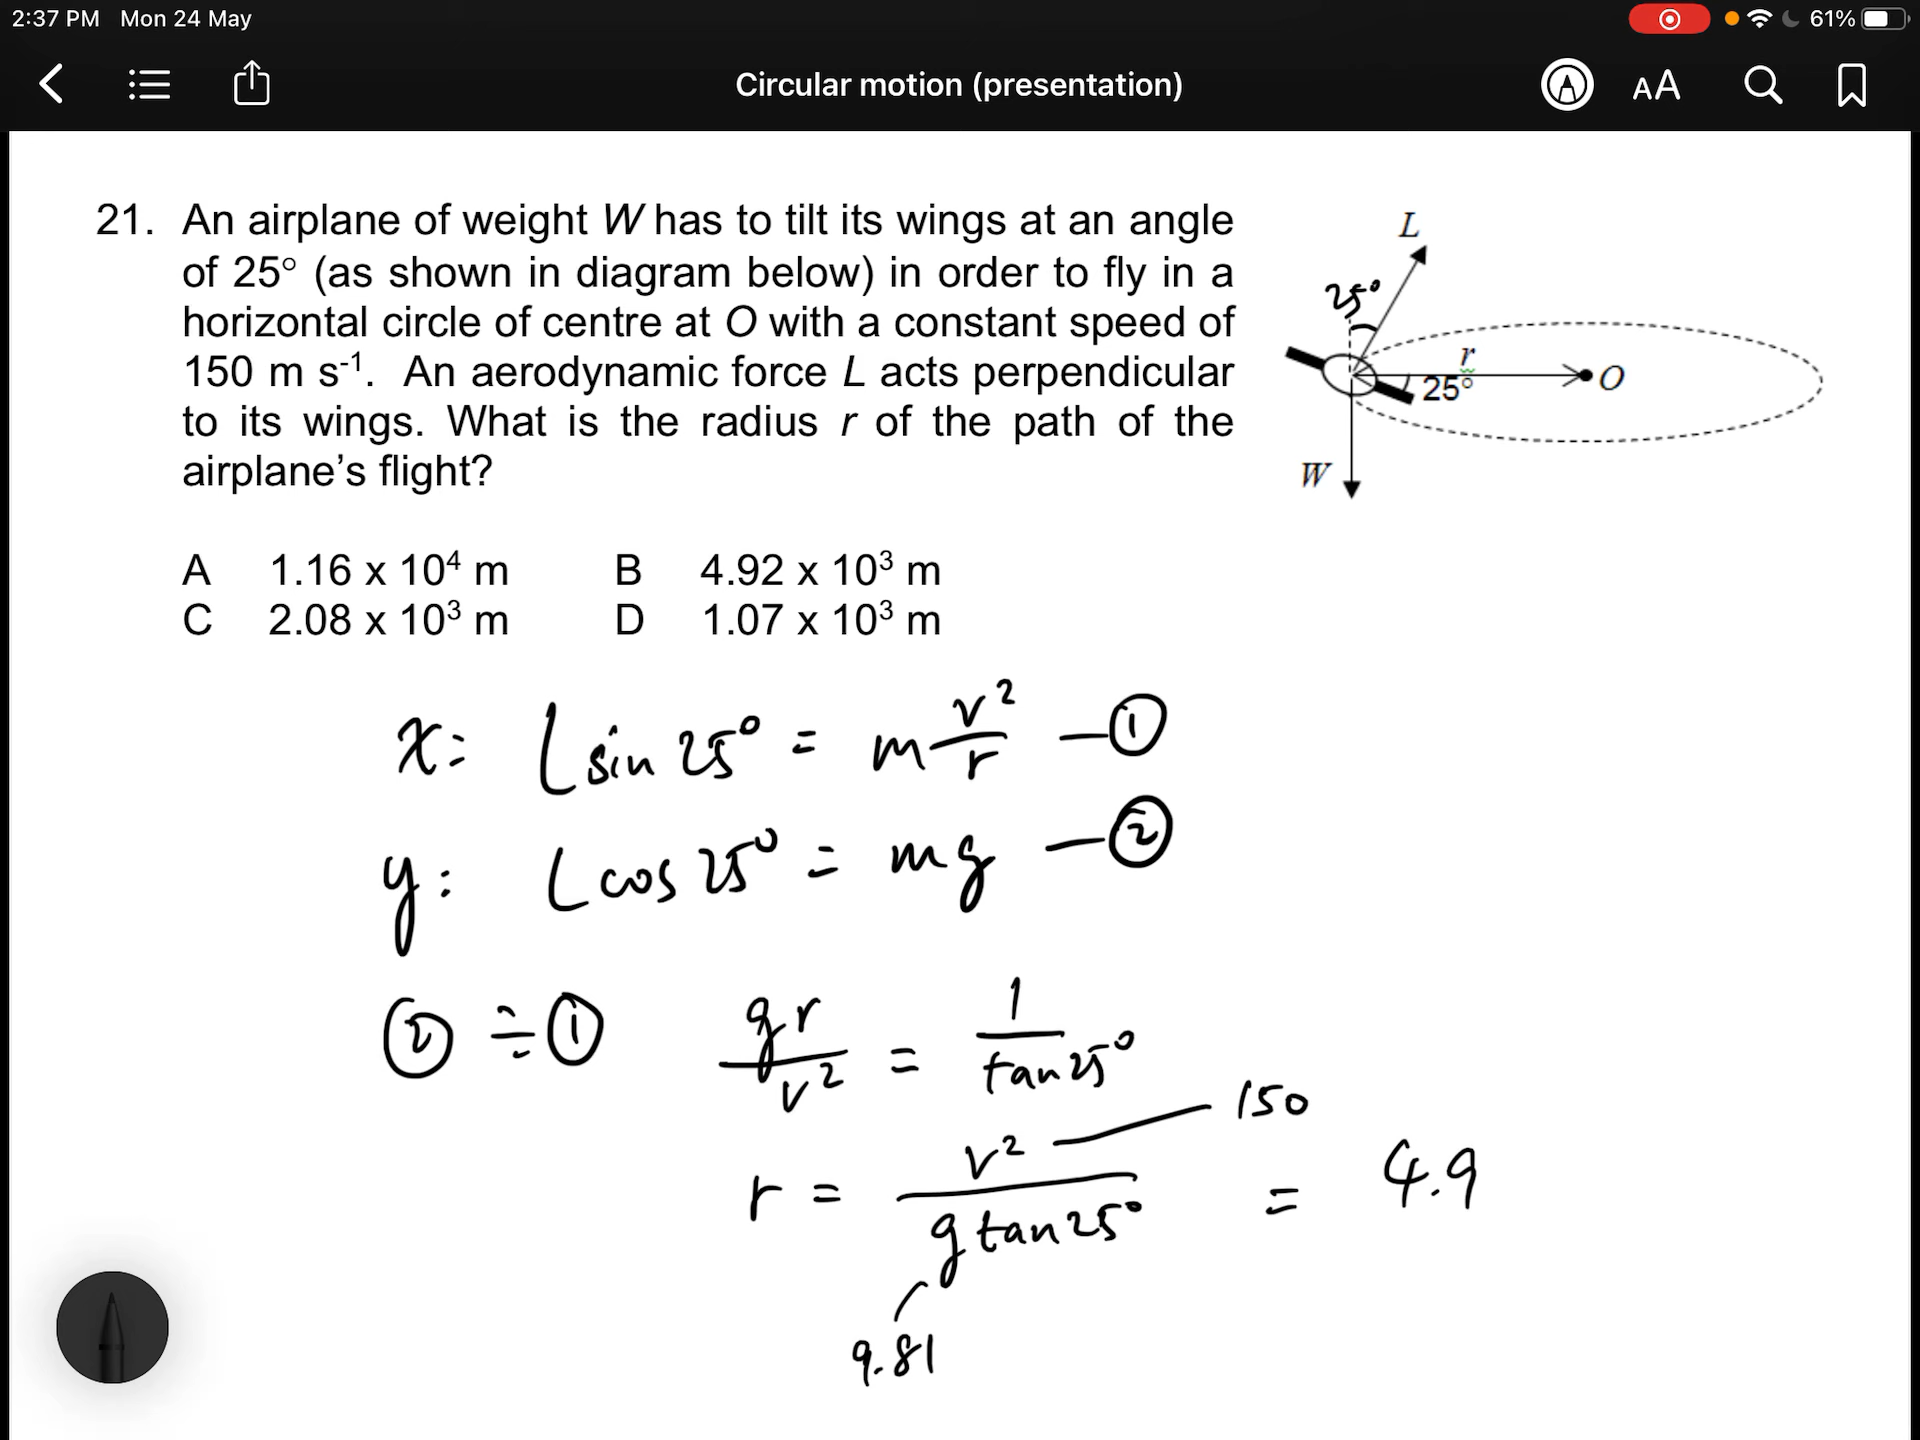 2:37 PM Mon 24 May
61%
Circular motion (presentation)
AA
21. An airplane of weight W has to tilt its wings at an angle
of 25° (as shown in diagram below) in order to fly in a
horizontal circle of centre at O with a constant speed of
150 m s⁻¹. An aerodynamic force L acts perpendicular
to its wings. What is the radius r of the path of the
airplane's flight?
L
25°
r
25°
O
W
A 1.16 x 10⁴ m B 4.92 x 10³ m
C 2.08 x 10³ m D 1.07 x 10³ m
x: L sin 25° = m v²/r — ①
y: L cos 25° = mg — ②
② ÷ ① gr/v² = 1/tan 25°
r = v²/g tan 25° = 4.9
150
9.81